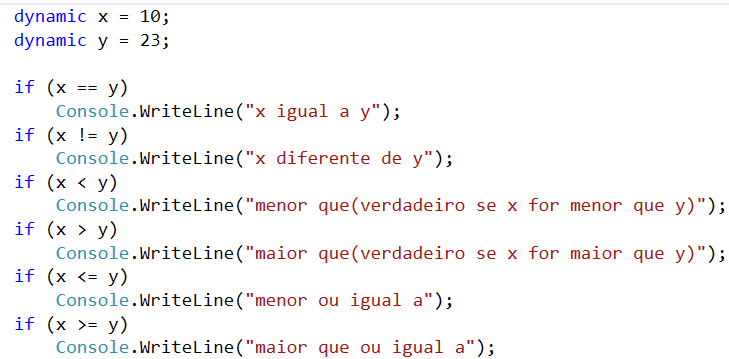 dynamic x = 10;
dynamic y = 23;
if (x == y)
Console.WriteLine("x igual a y");
if (x != y)
Console.WriteLine("x diferente de y");
if (x < y)
Console.WriteLine("menor que(verdadeiro se x for menor que y)");
if (x > y)
Console.WriteLine("maior que(verdadeiro se x for maior que y)");
if (x <= y)
Console.WriteLine("menor ou igual a");
if (x >= y)
Console.WriteLine("maior que ou igual a");